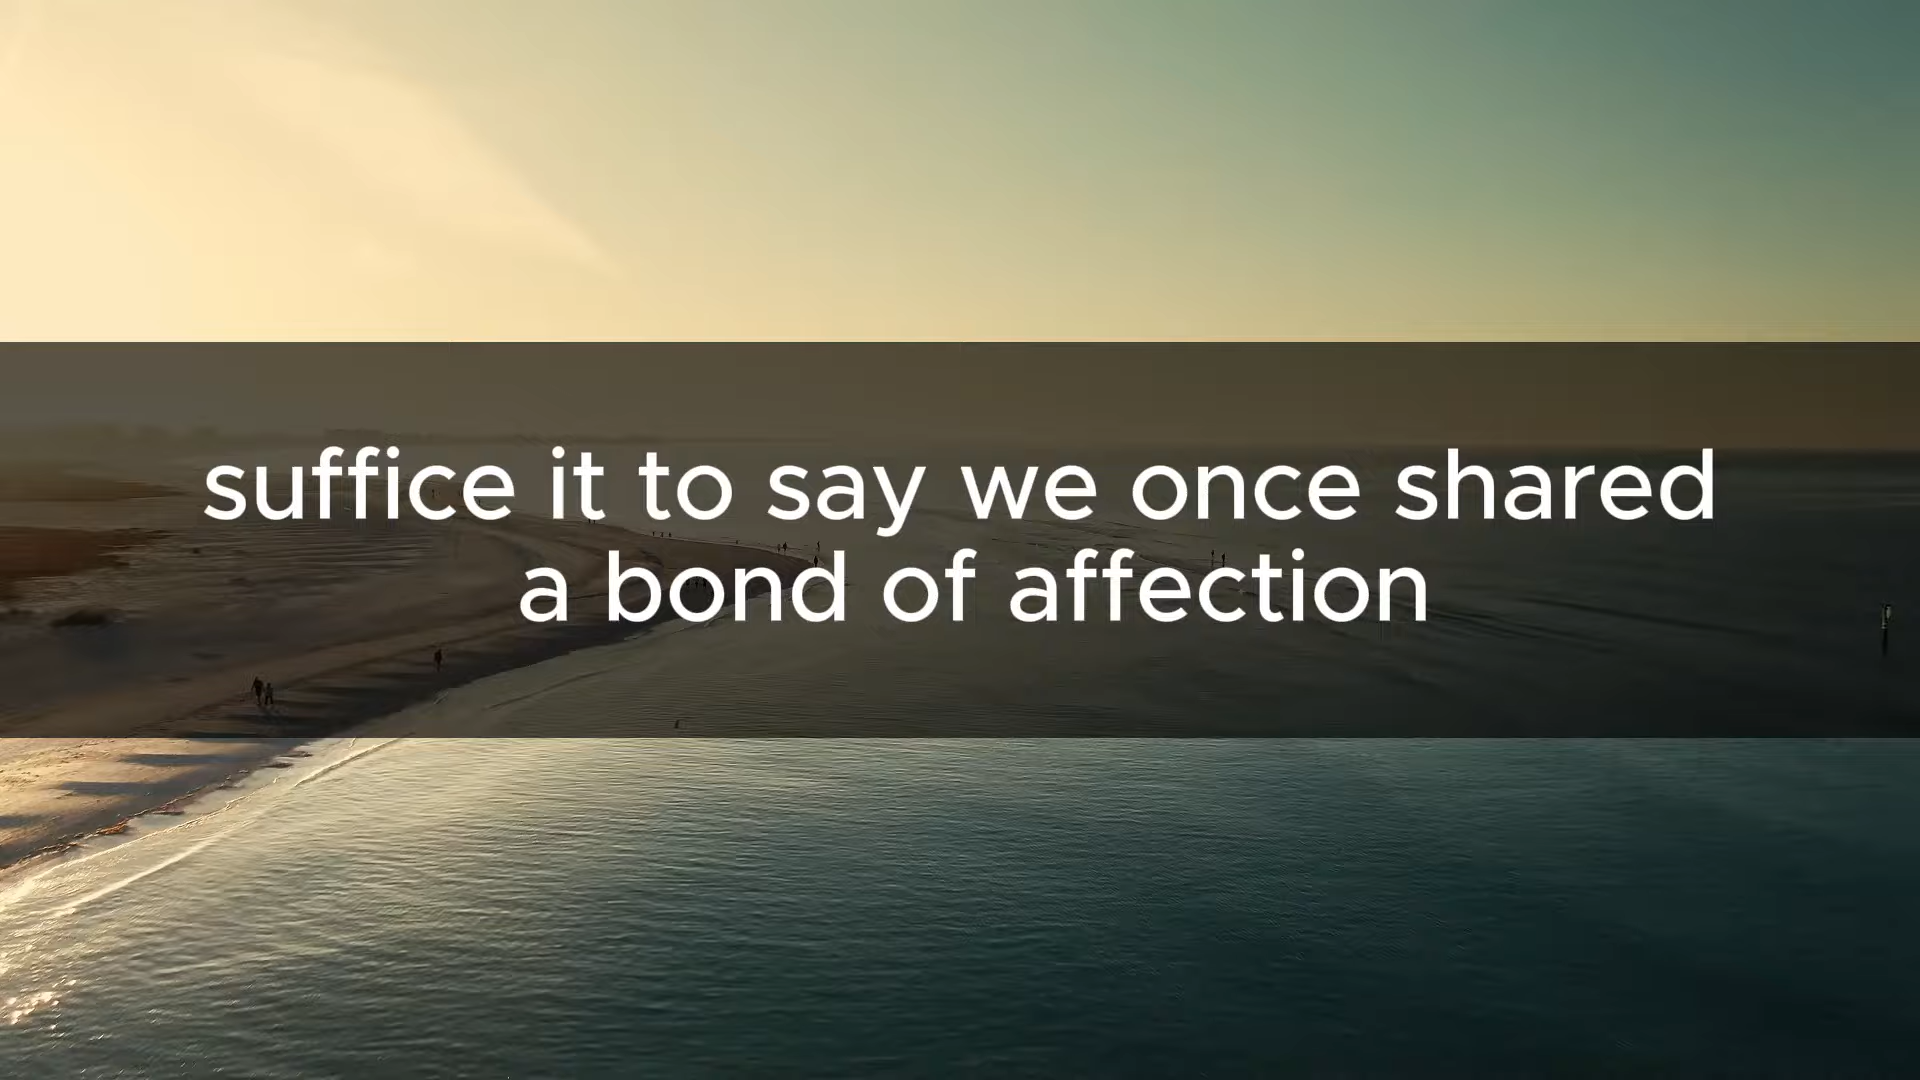 suffice it to say we once shared
a bond of affection